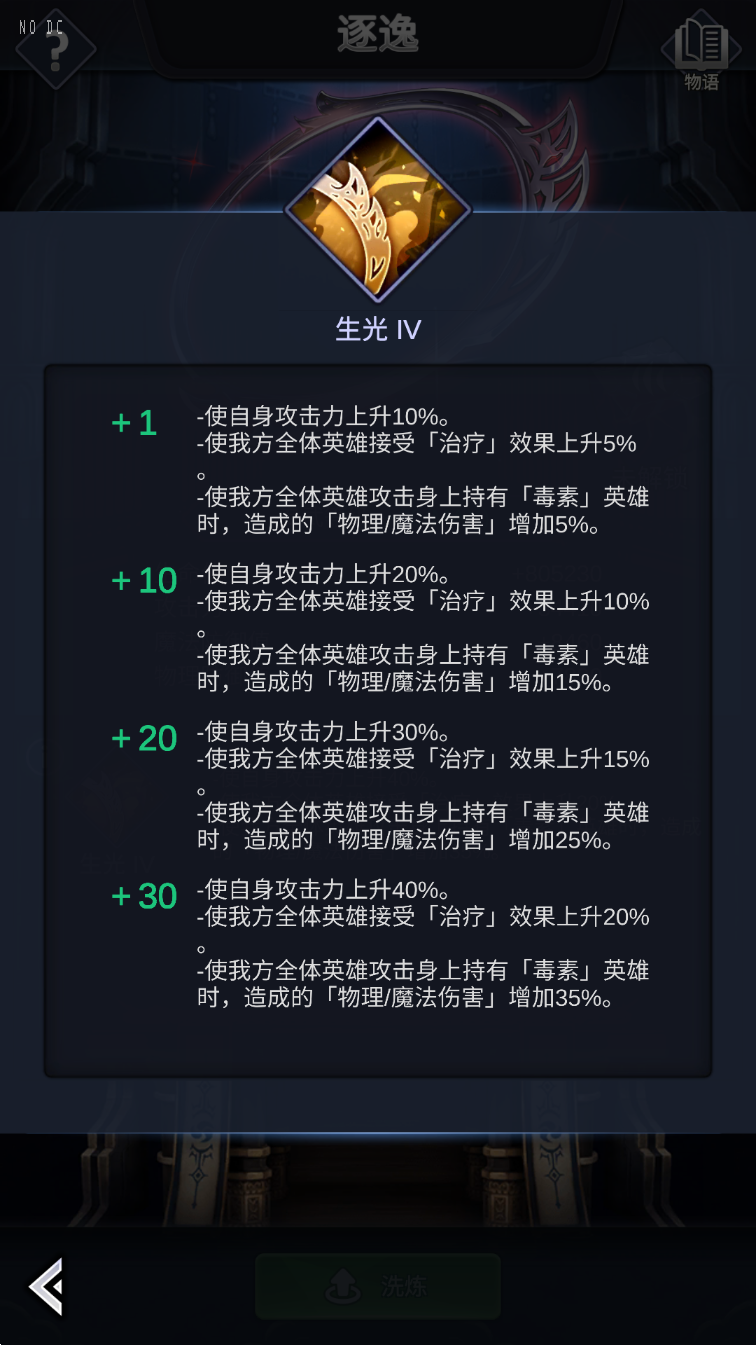 NO DC
逐逸
物语
生光 IV
+1
-使自身攻击力上升10%。
-使我方全体英雄接受「治疗」效果上升5%
。
-使我方全体英雄攻击身上持有「毒素」英雄
时，造成的「物理/魔法伤害」增加5%。
+10
-使自身攻击力上升20%。
-使我方全体英雄接受「治疗」效果上升10%
。
-使我方全体英雄攻击身上持有「毒素」英雄
时，造成的「物理/魔法伤害」增加15%。
+20
-使自身攻击力上升30%。
-使我方全体英雄接受「治疗」效果上升15%
。
-使我方全体英雄攻击身上持有「毒素」英雄
时，造成的「物理/魔法伤害」增加25%。
+30
-使自身攻击力上升40%。
-使我方全体英雄接受「治疗」效果上升20%
。
-使我方全体英雄攻击身上持有「毒素」英雄
时，造成的「物理/魔法伤害」增加35%。
洗炼